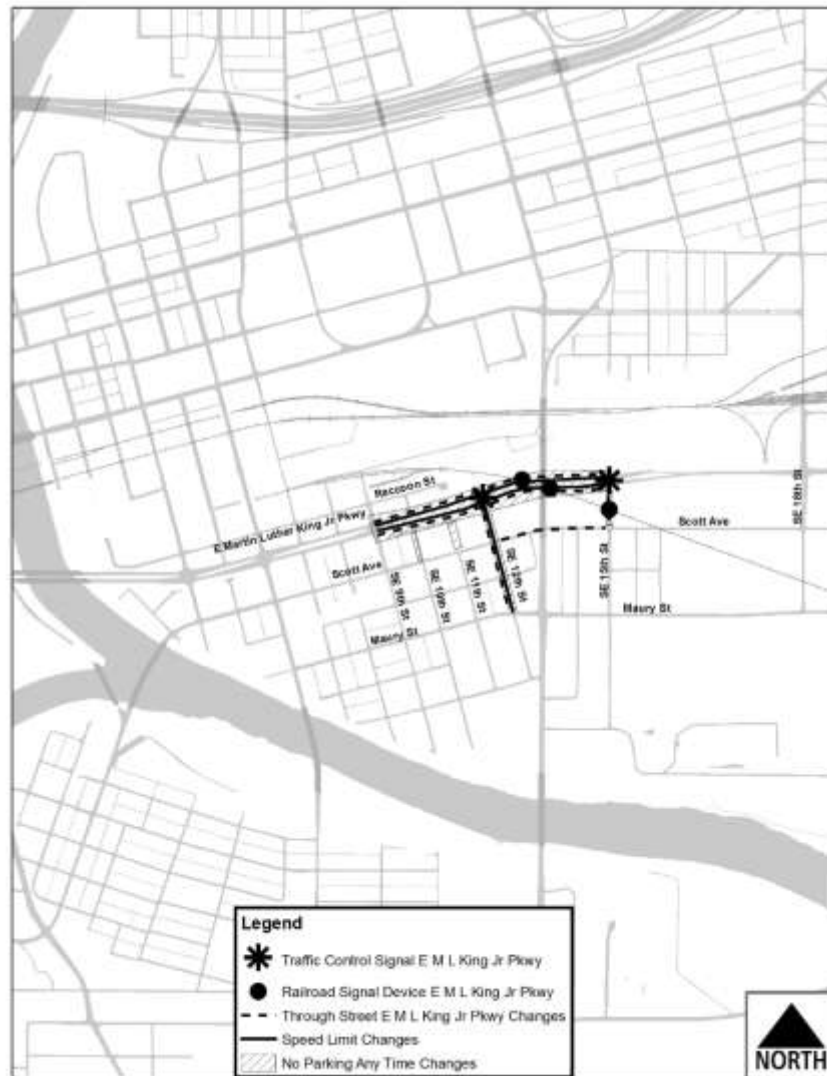 Raccoon St
E Martin Luther King Jr Pkwy
Scott Ave
SE 9th St
SE 10th St
SE 11th St
SE 12th St
Maury St
SE 15th St
Scott Ave
SE 18th St
Maury St
Legend
Traffic Control Signal E M L King Jr Pkwy
Railroad Signal Device E M L King Jr Pkwy
Through Street E M L King Jr Pkwy Changes
Speed Limit Changes
No Parking Any Time Changes
NORTH